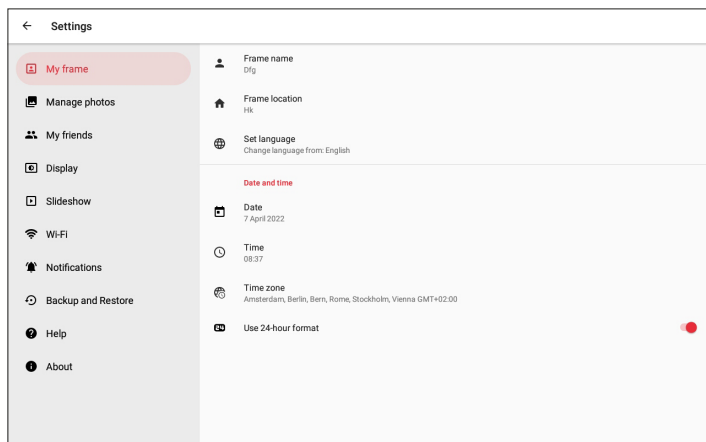 Settings
My frame
Manage photos
My friends
Display
Slideshow
Wi-Fi
Notifications
Backup and Restore
Help
About
Frame name
Dfg
Frame location
Hk
Set language
Change language from: English
Date and time
Date
7 April 2022
Time
08:37
Time zone
Amsterdam, Berlin, Bern, Rome, Stockholm, Vienna GMT+02:00
24
Use 24-hour format